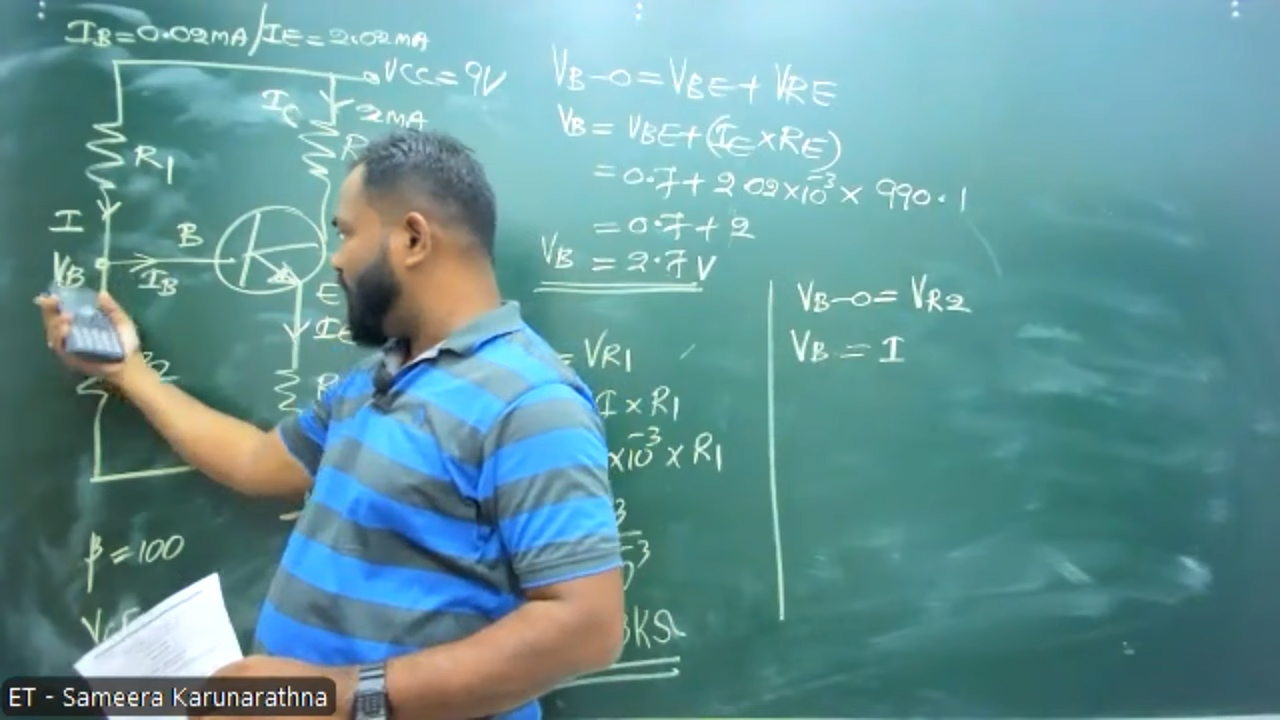 IB=0.02mA/IE=2.02mA
VCC=9V
IC
2mA
R1
I
B
VB
IB
E
β=100
VB-0=VBE+VRE
VB=VBE+(IE×RE)
=0.7+2.02×10⁻³×990.1
=0.7+2
VB=2.7V
=VR1
I×R1
×10⁻³×R1
KΩ
VB-0=VR2
VB=I
ET - Sameera Karunarathna